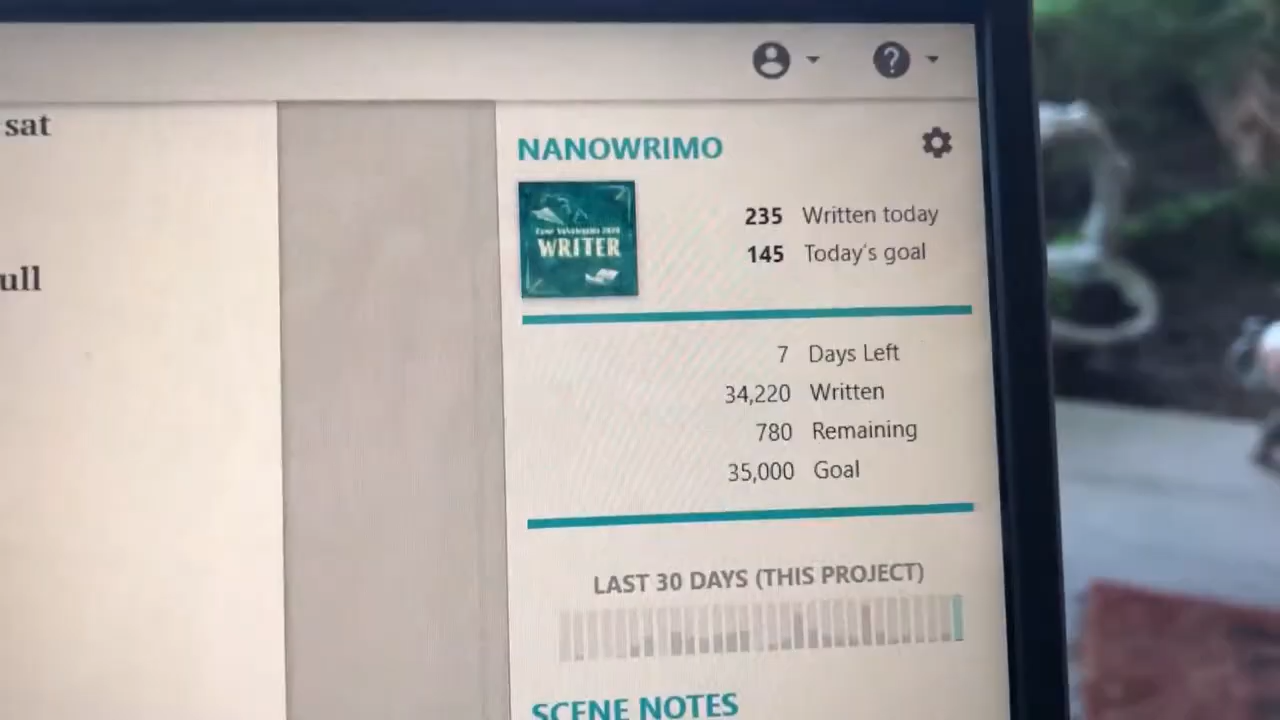 sat
ull
NANOWRIMO
WRITER
235 Written today
145 Today's goal
7 Days Left
34,220 Written
780 Remaining
35,000 Goal
LAST 30 DAYS (THIS PROJECT)
SCENE NOTES